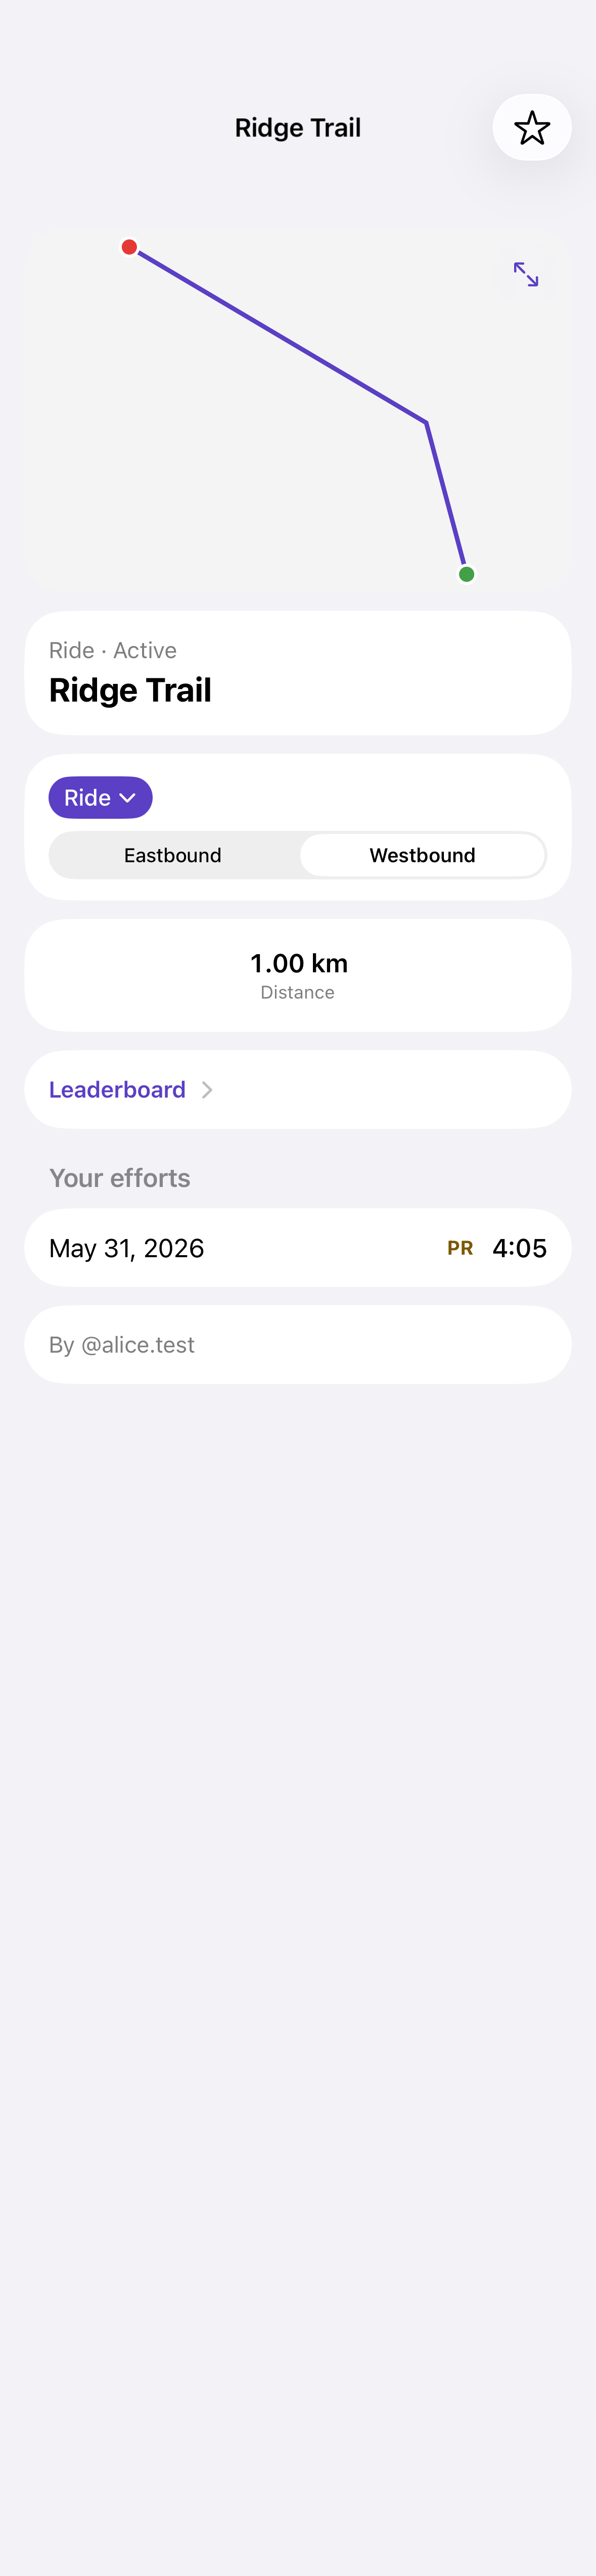 Ridge Trail
Ride · Active
Ridge Trail
Ride
Eastbound
Westbound
1.00 km
Distance
Leaderboard
Your efforts
May 31, 2026
PR
4:05
By @alice.test